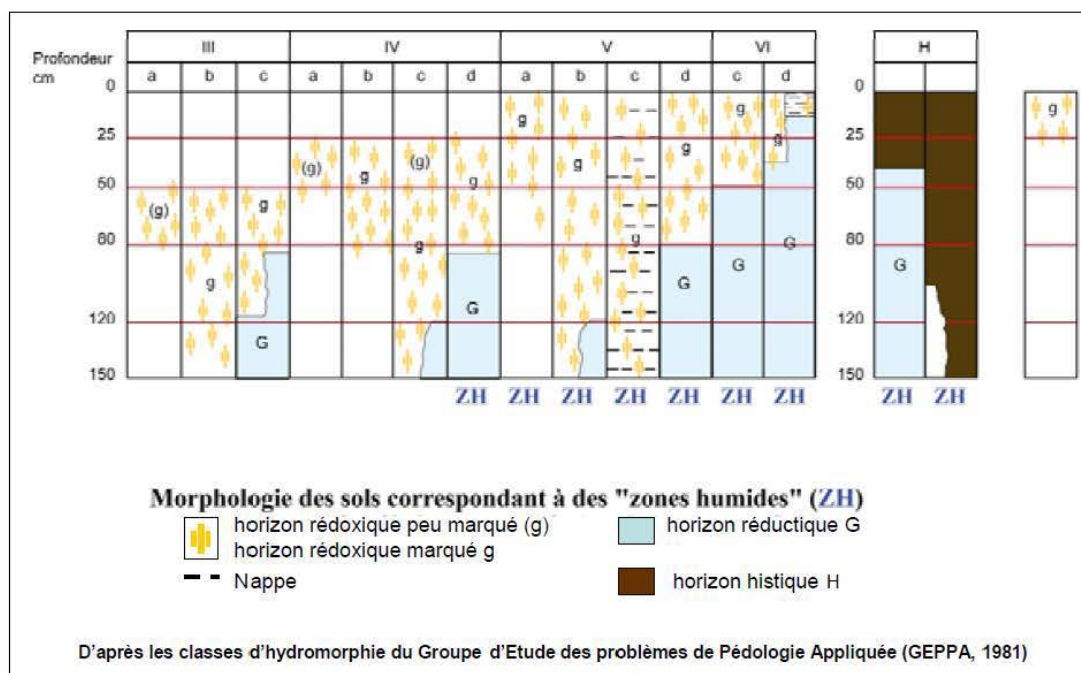 III IV V VI H
Profondeur
cm
a b c a b c d a b c d c d
0 0
25 25
50 50
80 80
120 120
150 150
g g g g
(g) g (g) g g g
(g) g g
g g G G G
g G G
G
ZH ZH ZH ZH ZH ZH ZH ZH ZH
Morphologie des sols correspondant à des "zones humides" (ZH)
horizon rédoxique peu marqué (g)
horizon rédoxique marqué g
Nappe
horizon réductique G
horizon histique H
D'après les classes d'hydromorphie du Groupe d'Etude des problèmes de Pédologie Appliquée (GEPPA, 1981)